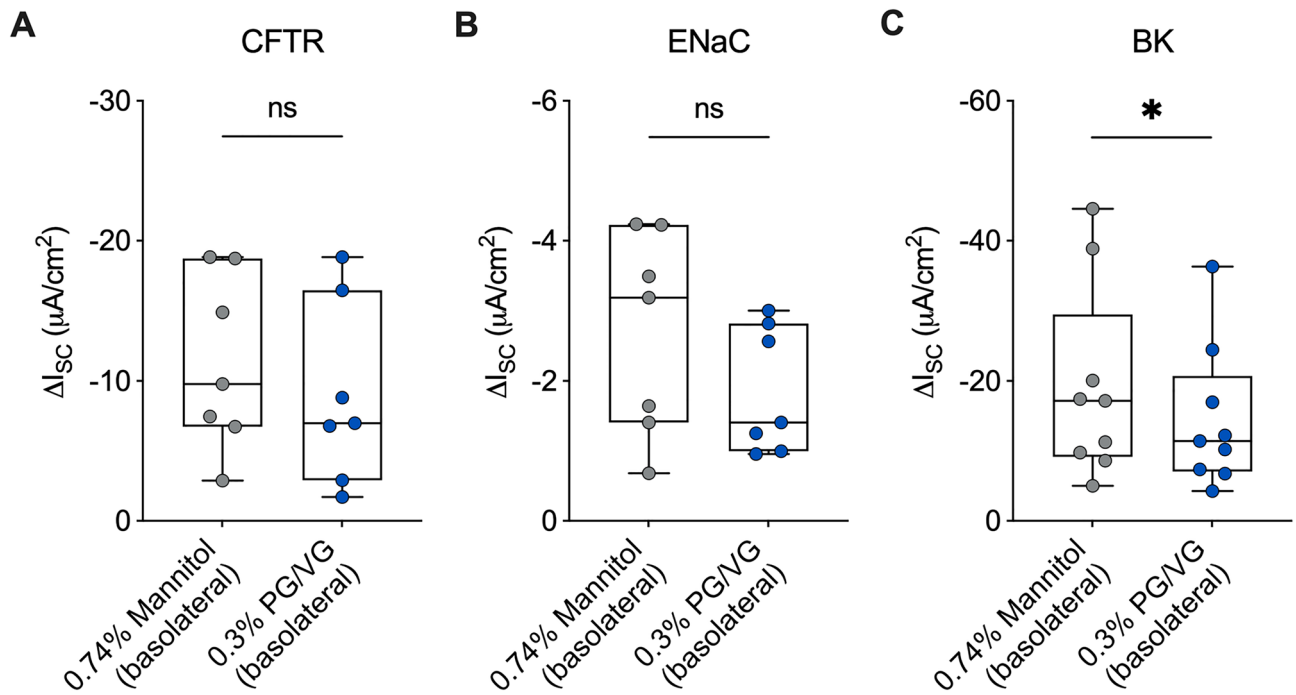 A
CFTR
-30
-20
-10
0
ΔISC (μA/cm2)
ns
0.74% Mannitol
(basolateral)
0.3% PG/VG
(basolateral)
B
ENaC
-6
-4
-2
0
ΔISC (μA/cm2)
ns
0.74% Mannitol
(basolateral)
0.3% PG/VG
(basolateral)
C
BK
-60
-40
-20
0
ΔISC (μA/cm2)
*
0.74% Mannitol
(basolateral)
0.3% PG/VG
(basolateral)